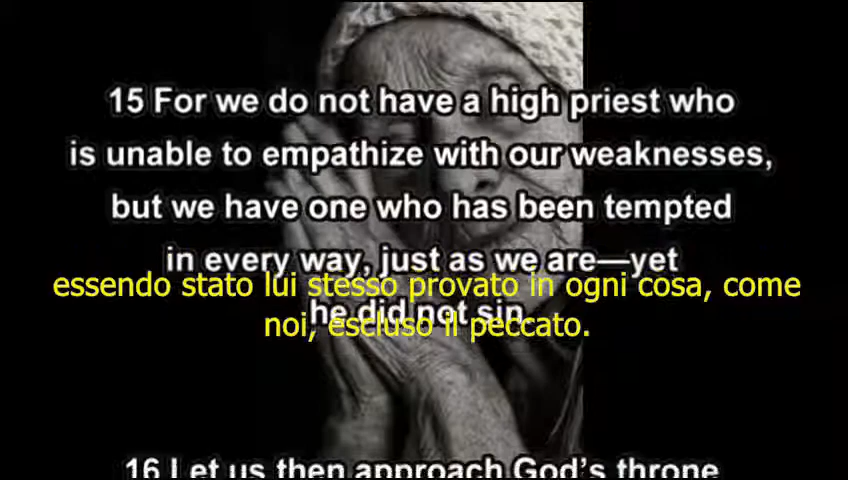 15 For we do not have a high priest who
is unable to empathize with our weaknesses,
but we have one who has been tempted
in every way, just as we are—yet
essendo stato lui stesso provato in ogni cosa, come
he did not sin.
noi, escluso il peccato.
16 Let us then approach God's throne